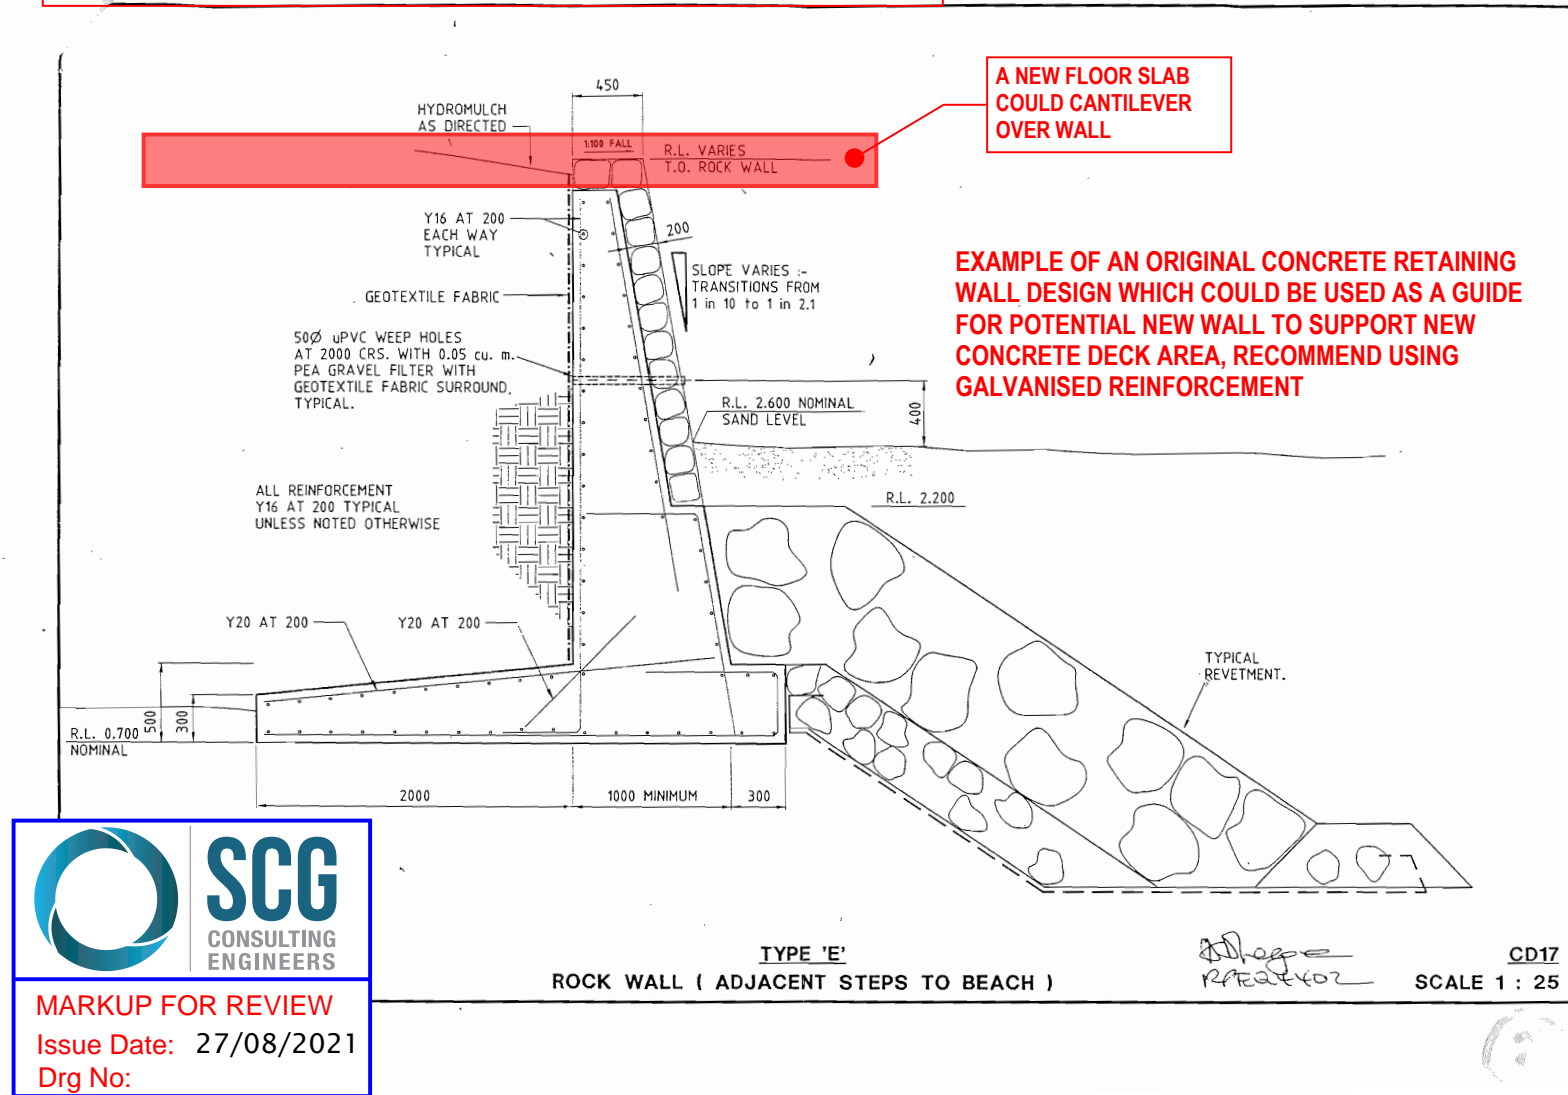 A NEW FLOOR SLAB
COULD CANTILEVER
OVER WALL
450
HYDROMULCH
AS DIRECTED
1:100 FALL
R.L. VARIES
T.O. ROCK WALL
Y16 AT 200
EACH WAY
TYPICAL
200
SLOPE VARIES :-
TRANSITIONS FROM
1 in 10 to 1 in 2.1
GEOTEXTILE FABRIC
EXAMPLE OF AN ORIGINAL CONCRETE RETAINING
WALL DESIGN WHICH COULD BE USED AS A GUIDE
FOR POTENTIAL NEW WALL TO SUPPORT NEW
CONCRETE DECK AREA, RECOMMEND USING
GALVANISED REINFORCEMENT
50Ø uPVC WEEP HOLES
AT 2000 CRS. WITH 0.05 cu. m.
PEA GRAVEL FILTER WITH
GEOTEXTILE FABRIC SURROUND,
TYPICAL.
R.L. 2.600 NOMINAL
SAND LEVEL
400
ALL REINFORCEMENT
Y16 AT 200 TYPICAL
UNLESS NOTED OTHERWISE
R.L. 2.200
Y20 AT 200
Y20 AT 200
TYPICAL
REVETMENT.
500
300
R.L. 0.700
NOMINAL
2000
1000 MINIMUM
300
SCG
CONSULTING
ENGINEERS
MARKUP FOR REVIEW
Issue Date: 27/08/2021
Drg No:
TYPE 'E'
ROCK WALL ( ADJACENT STEPS TO BEACH )
CD17
SCALE 1 : 25